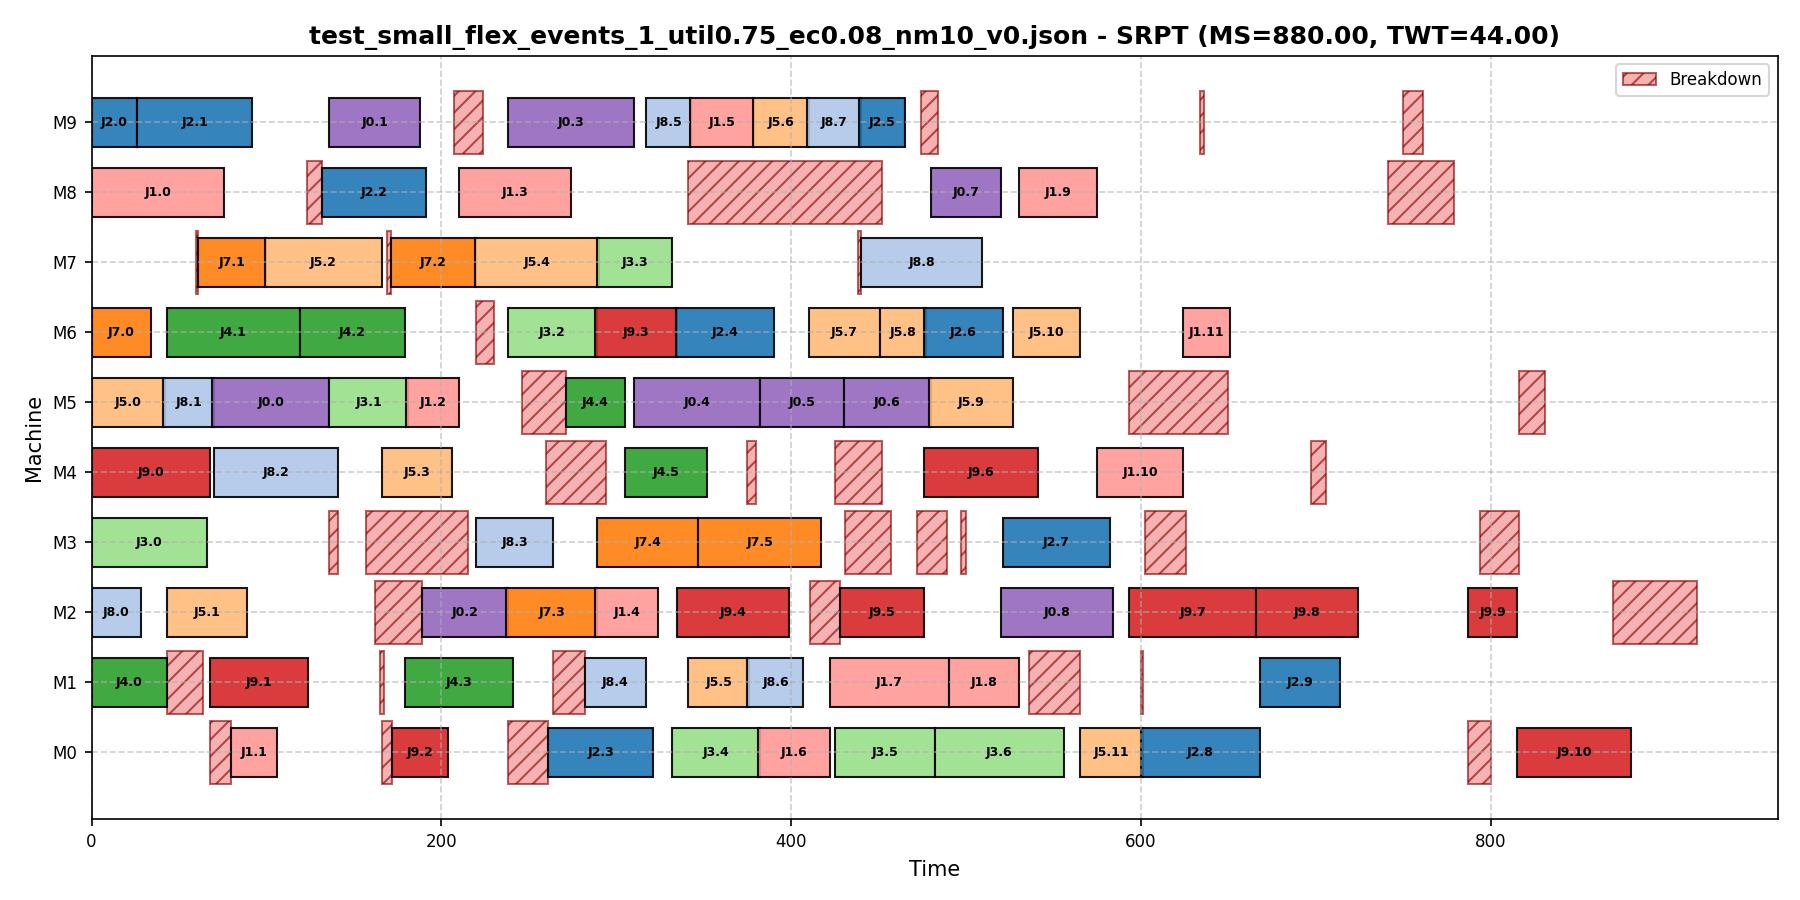 test_small_flex_events_1_util0.75_ec0.08_nm10_v0.json - SRPT (MS=880.00, TWT=44.00)
Breakdown
M9 J2.0 J2.1 J0.1 J0.3 J8.5 J1.5 J5.6 J8.7 J2.5
M8 J1.0 J2.2 J1.3 J0.7 J1.9
M7 J7.1 J5.2 J7.2 J5.4 J3.3 J8.8
M6 J7.0 J4.1 J4.2 J3.2 J9.3 J2.4 J5.7 J5.8 J2.6 J5.10 J1.11
M5 J5.0 J8.1 J0.0 J3.1 J1.2 J4.4 J0.4 J0.5 J0.6 J5.9
M4 J9.0 J8.2 J5.3 J4.5 J9.6 J1.10
M3 J3.0 J8.3 J7.4 J7.5 J2.7
M2 J8.0 J5.1 J0.2 J7.3 J1.4 J9.4 J9.5 J0.8 J9.7 J9.8 J9.9
M1 J4.0 J9.1 J4.3 J8.4 J5.5 J8.6 J1.7 J1.8 J2.9
M0 J1.1 J9.2 J2.3 J3.4 J1.6 J3.5 J3.6 J5.11 J2.8 J9.10
Machine
0 200 400 600 800
Time